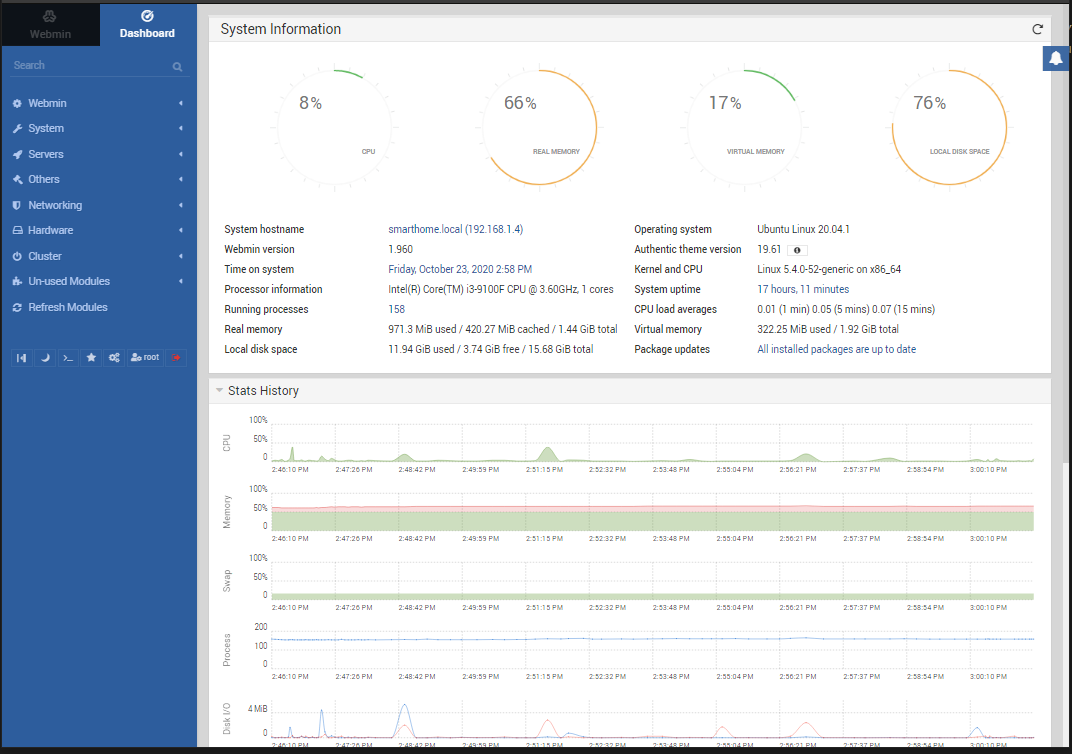 Webmin
Dashboard
Search
Webmin
System
Servers
Others
Networking
Hardware
Cluster
Un-used Modules
Refresh Modules
>_ root
System Information
8% 66% 17% 76%
CPU REAL MEMORY VIRTUAL MEMORY LOCAL DISK SPACE
System hostname smarthome.local (192.168.1.4) Operating system Ubuntu Linux 20.04.1
Webmin version 1.960 Authentic theme version 19.61
Time on system Friday, October 23, 2020 2:58 PM Kernel and CPU Linux 5.4.0-52-generic on x86_64
Processor information Intel(R) Core(TM) i3-9100F CPU @ 3.60GHz, 1 cores System uptime 17 hours, 11 minutes
Running processes 158 CPU load averages 0.01 (1 min) 0.05 (5 mins) 0.07 (15 mins)
Real memory 971.3 MiB used / 420.27 MiB cached / 1.44 GiB total Virtual memory 322.25 MiB used / 1.92 GiB total
Local disk space 11.94 GiB used / 3.74 GiB free / 15.68 GiB total Package updates All installed packages are up to date
Stats History
CPU
100%
50%
0
2:46:10 PM 2:47:26 PM 2:48:42 PM 2:49:59 PM 2:51:15 PM 2:52:32 PM 2:53:48 PM 2:55:04 PM 2:56:21 PM 2:57:37 PM 2:58:54 PM 3:00:10 PM
Memory
100%
50%
0
2:46:10 PM 2:47:26 PM 2:48:42 PM 2:49:59 PM 2:51:15 PM 2:52:32 PM 2:53:48 PM 2:55:04 PM 2:56:21 PM 2:57:37 PM 2:58:54 PM 3:00:10 PM
Swap
100%
50%
0
2:46:10 PM 2:47:26 PM 2:48:42 PM 2:49:59 PM 2:51:15 PM 2:52:32 PM 2:53:48 PM 2:55:04 PM 2:56:21 PM 2:57:37 PM 2:58:54 PM 3:00:10 PM
Process
200
100
0
2:46:10 PM 2:47:26 PM 2:48:42 PM 2:49:59 PM 2:51:15 PM 2:52:32 PM 2:53:48 PM 2:55:04 PM 2:56:21 PM 2:57:37 PM 2:58:54 PM 3:00:10 PM
Disk I/O
4 MiB
0
2:46:10 PM 2:47:26 PM 2:48:42 PM 2:49:59 PM 2:51:15 PM 2:52:32 PM 2:53:48 PM 2:55:04 PM 2:56:21 PM 2:57:37 PM 2:58:54 PM 3:00:10 PM